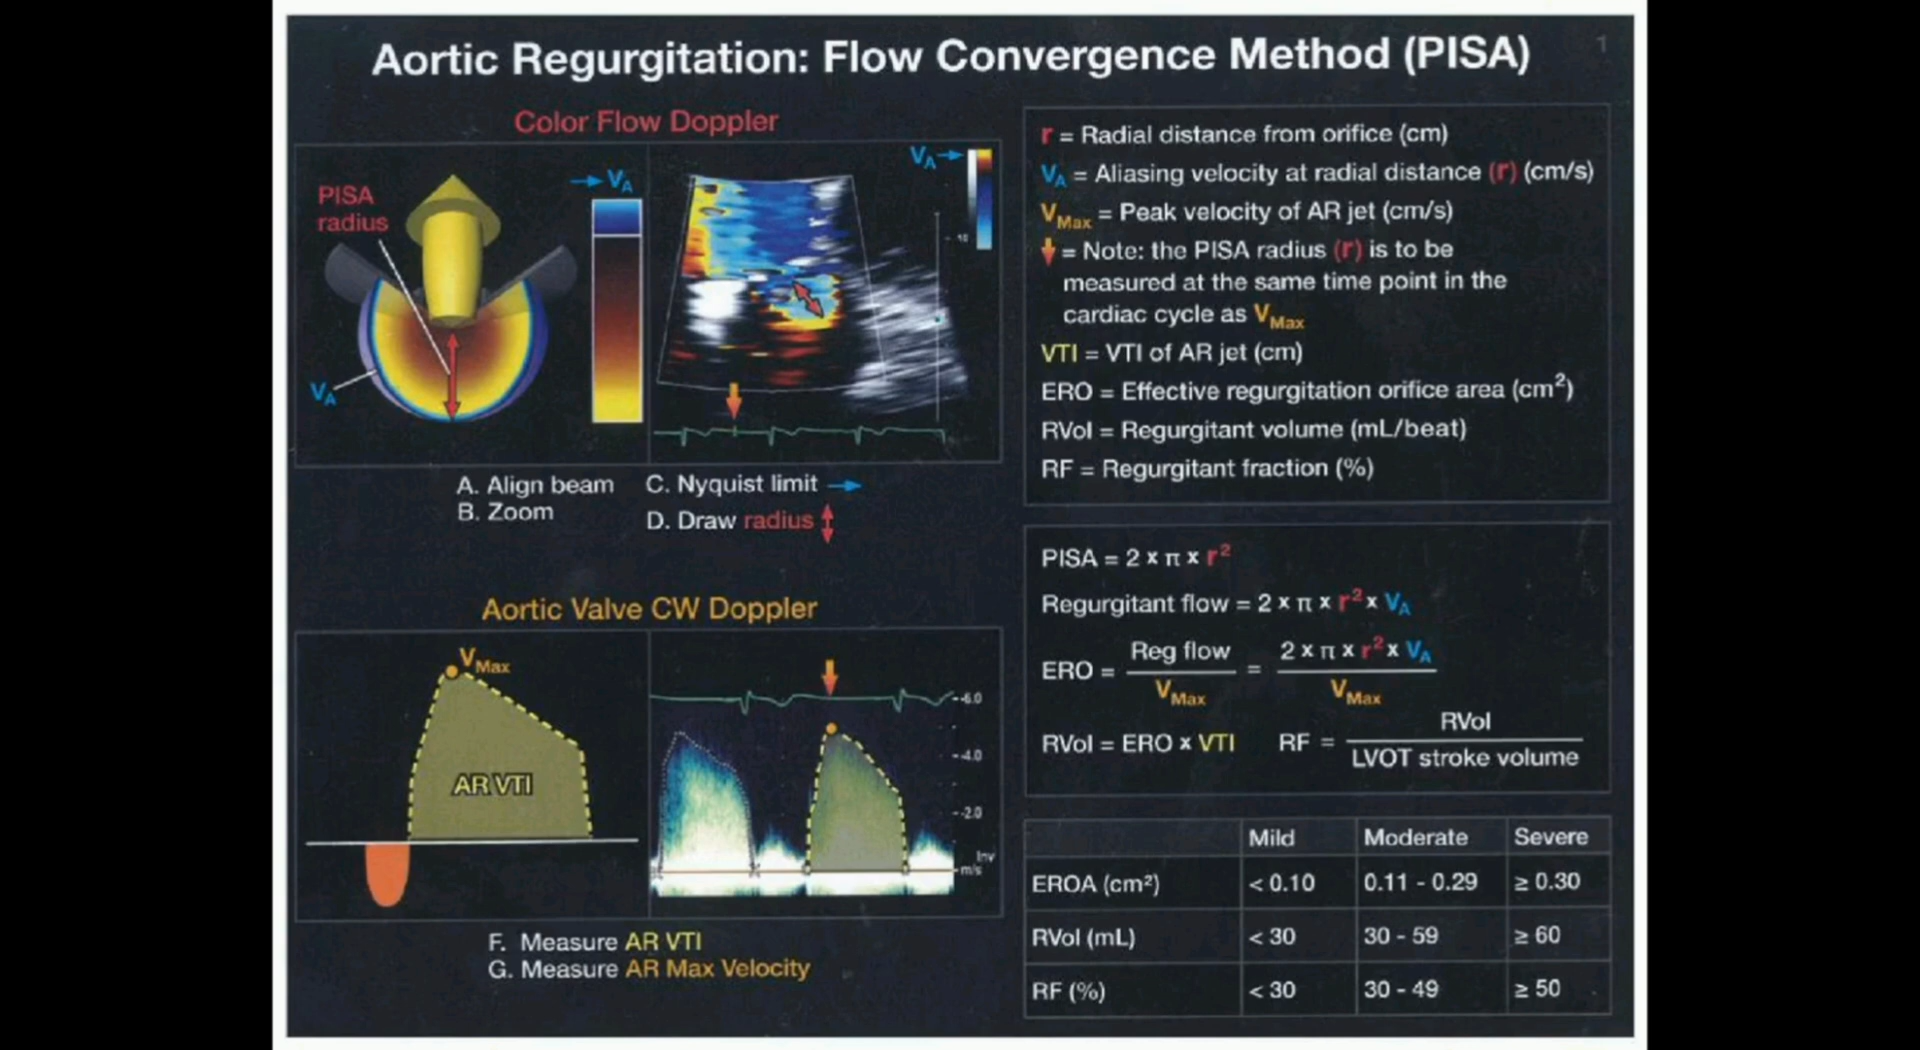 Aortic Regurgitation: Flow Convergence Method (PISA)
1
Color Flow Doppler
PISA
radius
VA
VA
VA
10
A. Align beam
B. Zoom
C. Nyquist limit →
D. Draw radius ↕
Aortic Valve CW Doppler
VMax
AR VTI
-6.0
-4.0
-2.0
Inv
m/s
F. Measure AR VTI
G. Measure AR Max Velocity
r = Radial distance from orifice (cm)
VA = Aliasing velocity at radial distance (r) (cm/s)
VMax = Peak velocity of AR jet (cm/s)
↓ = Note: the PISA radius (r) is to be
measured at the same time point in the
cardiac cycle as VMax
VTI = VTI of AR jet (cm)
ERO = Effective regurgitation orifice area (cm²)
RVol = Regurgitant volume (mL/beat)
RF = Regurgitant fraction (%)
PISA = 2 x π x r²
Regurgitant flow = 2 x π x r² x VA
ERO = Reg flow / VMax = 2 x π x r² x VA / VMax
RVol = ERO x VTI RF = RVol / LVOT stroke volume
Mild Moderate Severe
EROA (cm²) < 0.10 0.11 - 0.29 ≥ 0.30
RVol (mL) < 30 30 - 59 ≥ 60
RF (%) < 30 30 - 49 ≥ 50